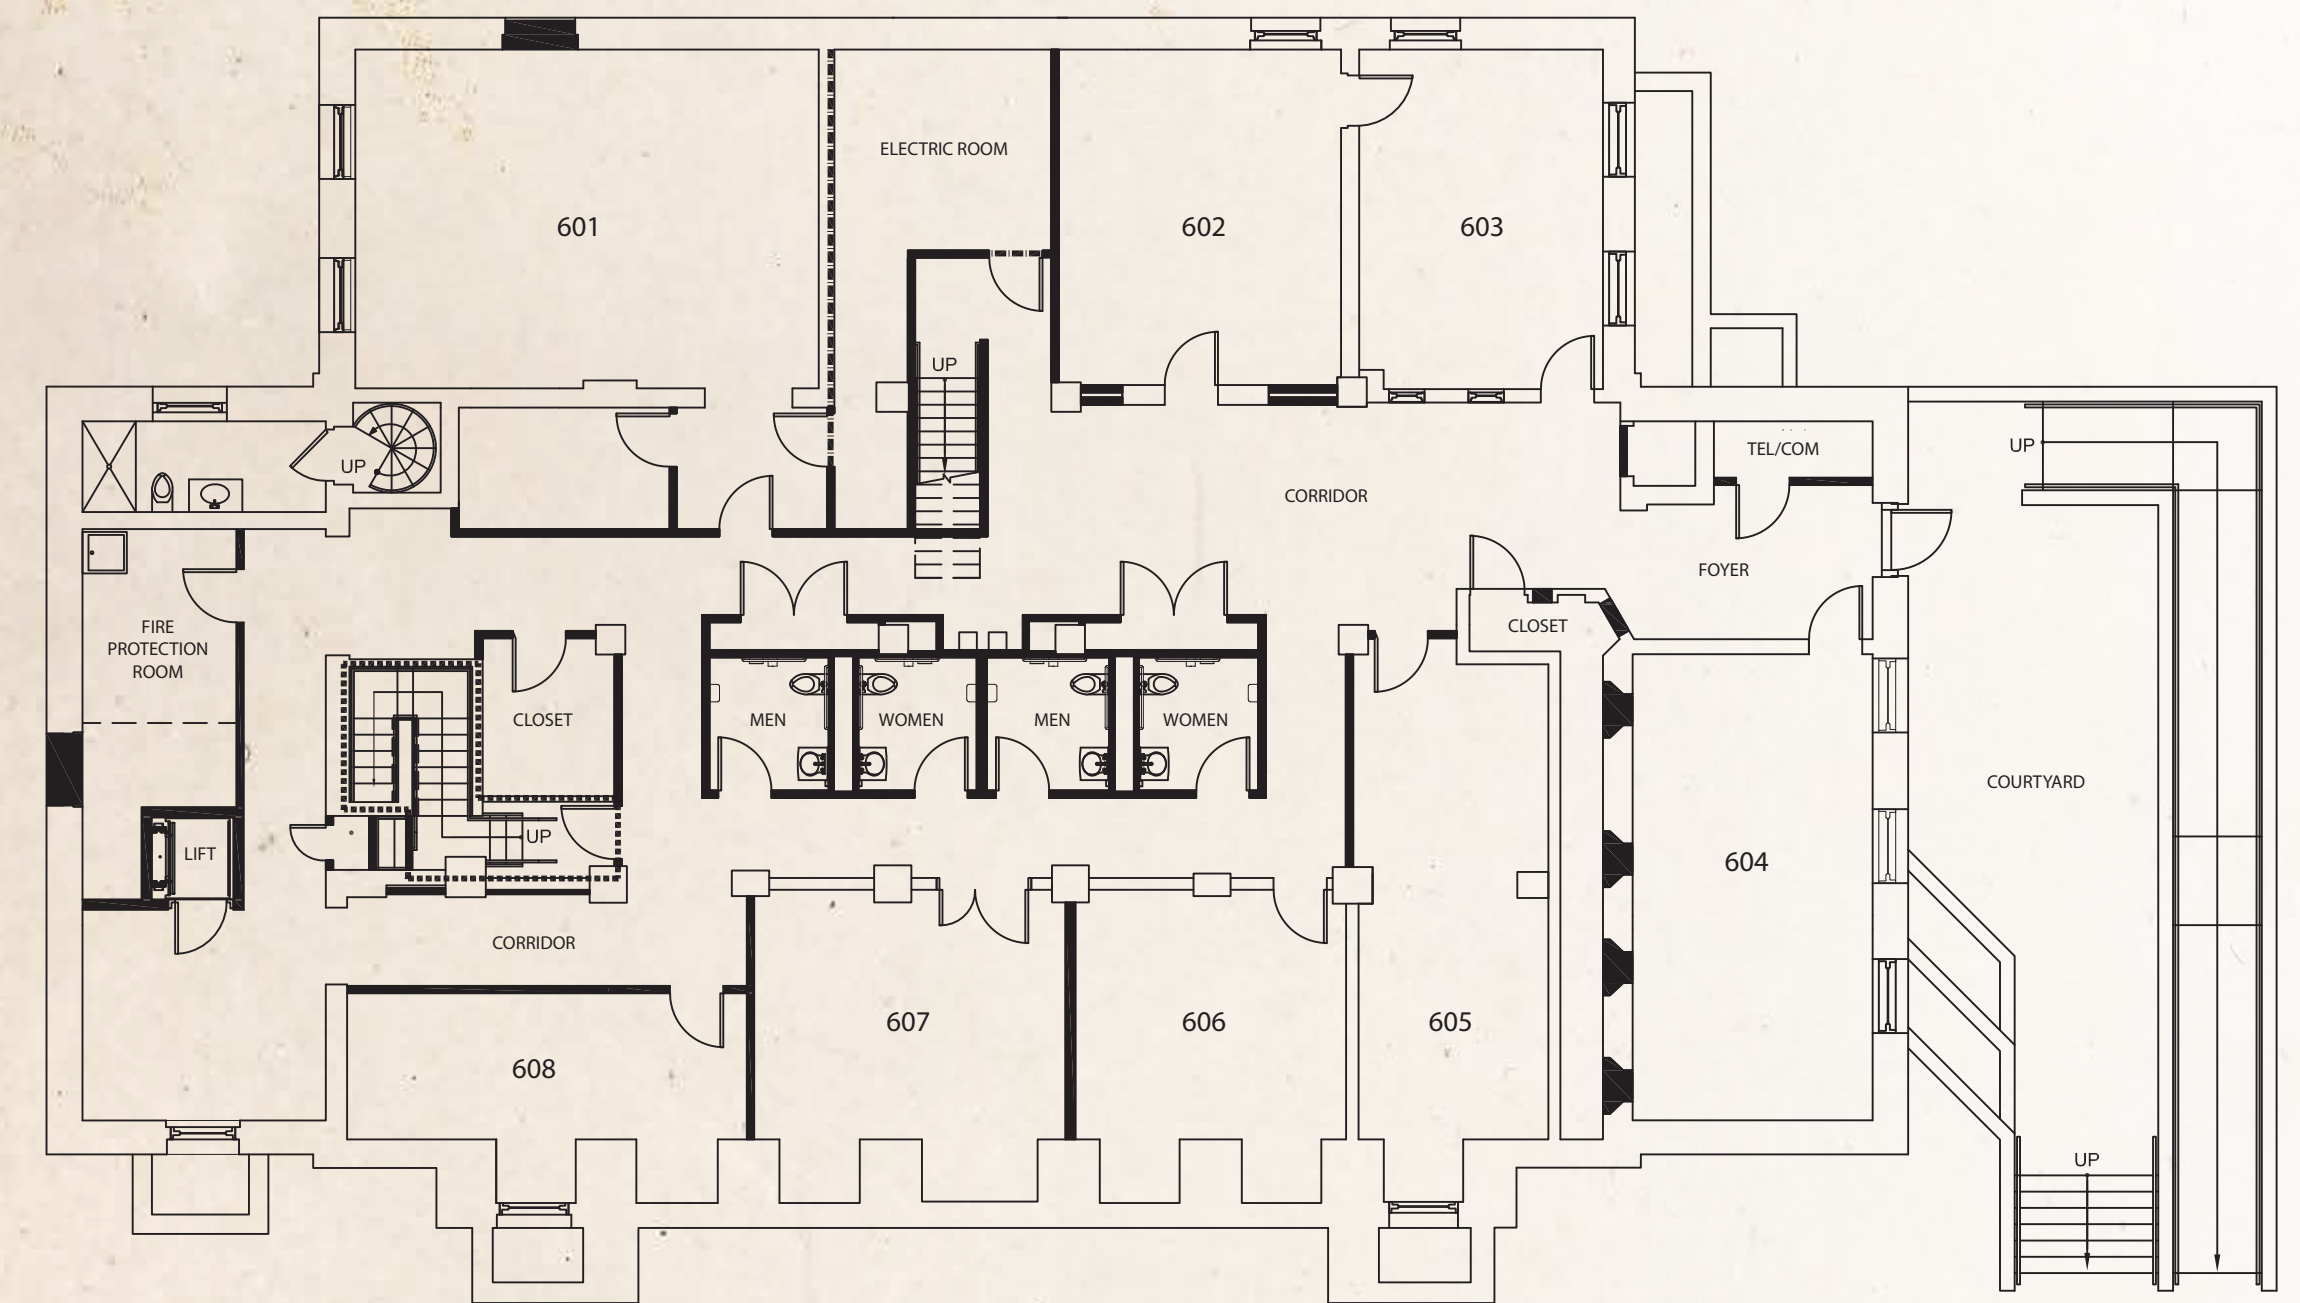 ELECTRIC ROOM
601
602
603
UP
UP
TEL/COM
UP
CORRIDOR
FOYER
FIRE
PROTECTION
ROOM
CLOSET
CLOSET
MEN
WOMEN
MEN
WOMEN
COURTYARD
UP
LIFT
604
CORRIDOR
607
606
605
608
UP